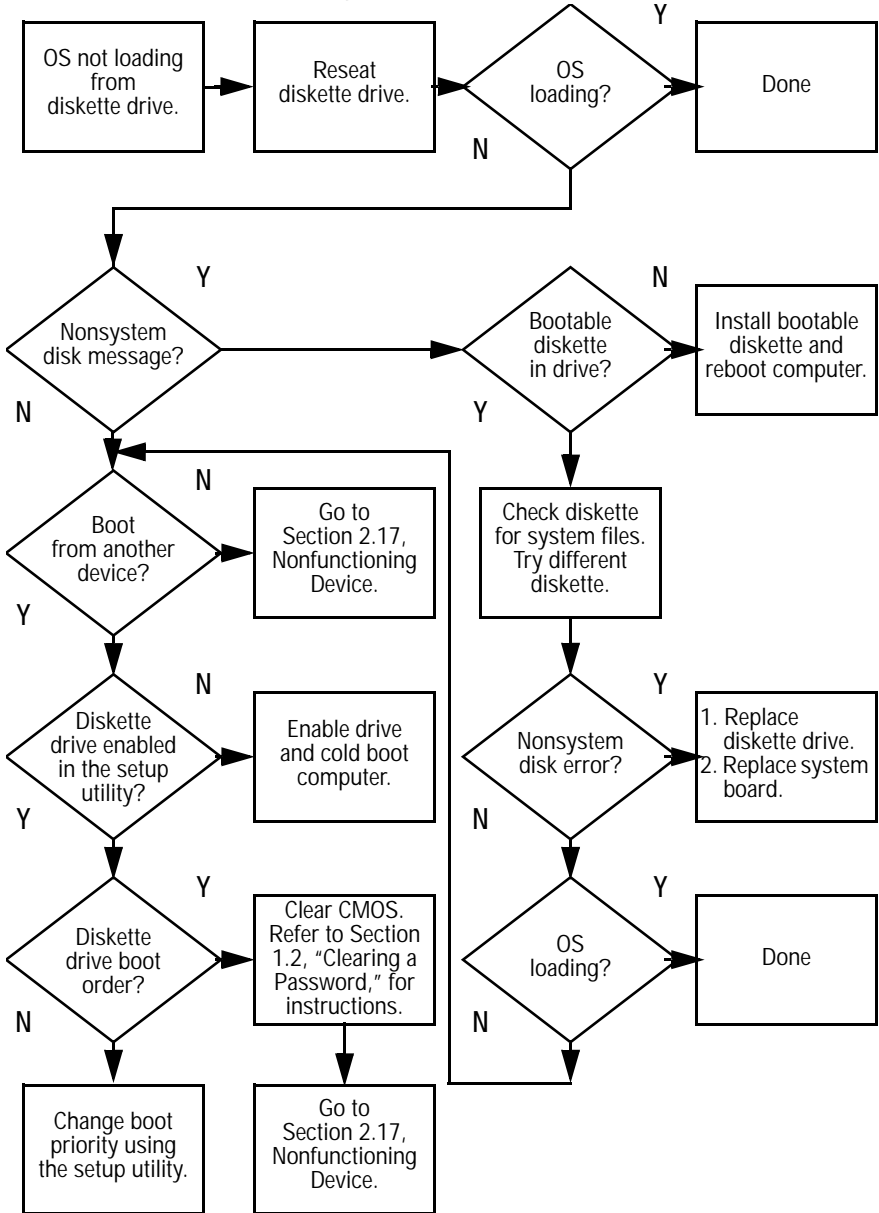 OS not loading
from
diskette drive.
Reseat
diskette drive.
OS
loading?
Y
Done
N
Nonsystem
disk message?
Y
N
Bootable
diskette
in drive?
N
Install bootable
diskette and
reboot computer.
Y
Boot
from another
device?
N
Go to
Section 2.17,
Nonfunctioning
Device.
Y
Check diskette
for system files.
Try different
diskette.
Diskette
drive enabled
in the setup
utility?
N
Enable drive
and cold boot
computer.
Y
Nonsystem
disk error?
Y
1. Replace
diskette drive.
2. Replace system
board.
N
Diskette
drive boot
order?
Y
Clear CMOS.
Refer to Section
1.2, “Clearing a
Password,” for
instructions.
N
OS
loading?
Y
Done
N
Change boot
priority using
the setup utility.
Go to
Section 2.17,
Nonfunctioning
Device.